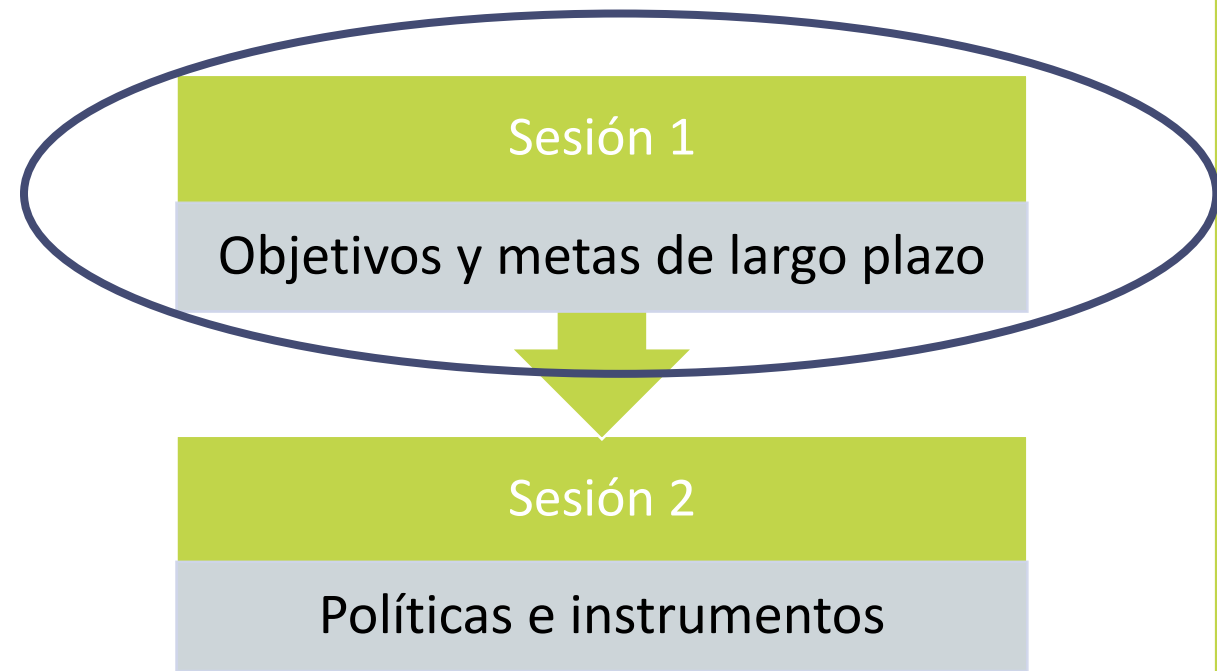 Sesión 1
Objetivos y metas de largo plazo
Sesión 2
Políticas e instrumentos